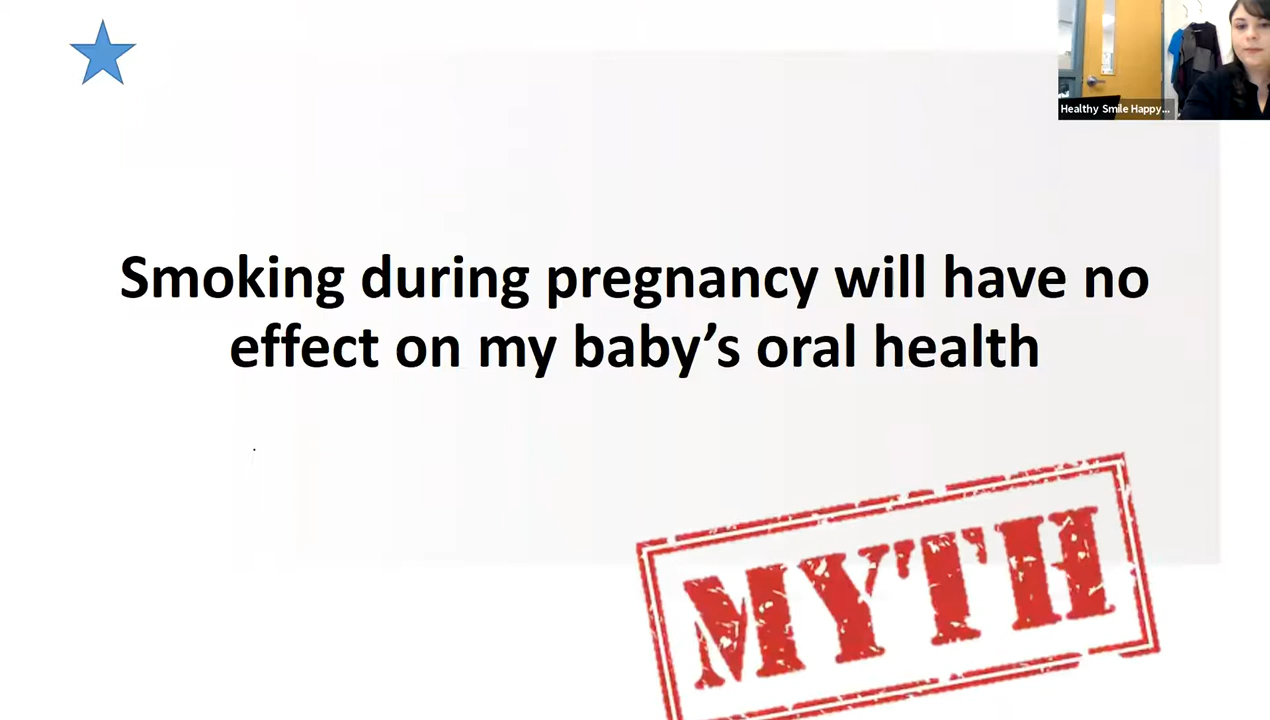 Healthy Smile Happy...
Smoking during pregnancy will have no
effect on my baby’s oral health
MYTH